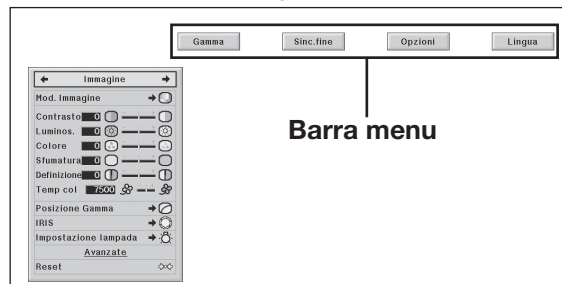 Gamma Sinc.fine Opzioni Lingua
Barra menu
Immagine
Mod. Immagine
Contrasto 0
Luminos. 0
Colore 0
Sfumatura 0
Definizione 0
Temp col 7500
Posizione Gamma
IRIS
Impostazione lampada
Avanzate
Reset